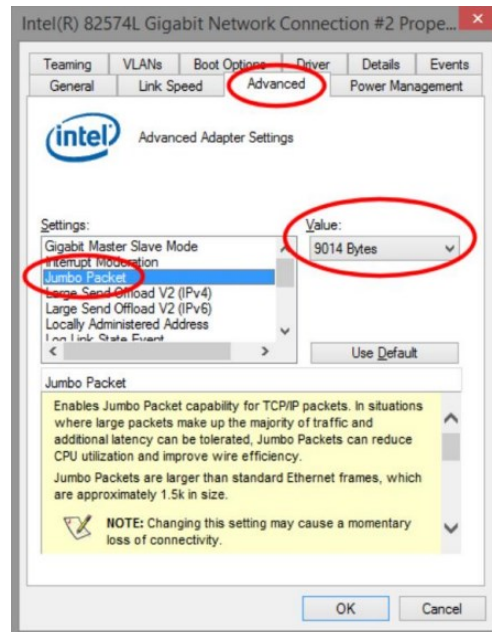 Intel(R) 82574L Gigabit Network Connection #2 Prope...
Teaming VLANs Boot Options Driver Details Events
General Link Speed Advanced Power Management
intel Advanced Adapter Settings
Settings: Value:
Gigabit Master Slave Mode 9014 Bytes
Interrupt Moderation
Jumbo Packet
Large Send Offload V2 (IPv4)
Large Send Offload V2 (IPv6)
Locally Administered Address
Log Link State Event
Use Default
Jumbo Packet
Enables Jumbo Packet capability for TCP/IP packets. In situations
where large packets make up the majority of traffic and
additional latency can be tolerated, Jumbo Packets can reduce
CPU utilization and improve wire efficiency.
Jumbo Packets are larger than standard Ethernet frames, which
are approximately 1.5k in size.
NOTE: Changing this setting may cause a momentary
loss of connectivity.
OK Cancel